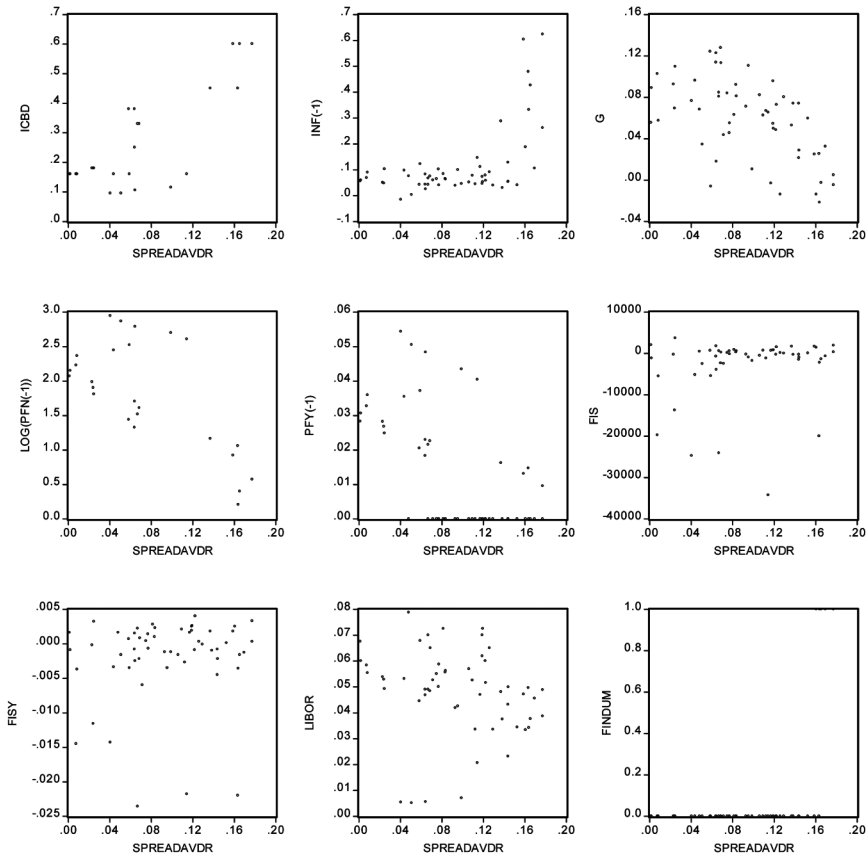 .7
.6
.5
.4
.3
.2
.1
.0
ICBD
.00 .04 .08 .12 .16 .20
SPREADAVDR
.7
.6
.5
.4
.3
.2
.1
.0
-.1
INF(-1)
.00 .04 .08 .12 .16 .20
SPREADAVDR
.16
.12
.08
.04
.00
-.04
G
.00 .04 .08 .12 .16 .20
SPREADAVDR
3.0
2.5
2.0
1.5
1.0
0.5
0.0
LOG(PFN(-1))
.00 .04 .08 .12 .16 .20
SPREADAVDR
.06
.05
.04
.03
.02
.01
.00
PFY(-1)
.00 .04 .08 .12 .16 .20
SPREADAVDR
10000
0
-10000
-20000
-30000
-40000
FIS
.00 .04 .08 .12 .16 .20
SPREADAVDR
.005
.000
-.005
-.010
-.015
-.020
-.025
FISY
.00 .04 .08 .12 .16 .20
SPREADAVDR
.08
.07
.06
.05
.04
.03
.02
.01
.00
LIBOR
.00 .04 .08 .12 .16 .20
SPREADAVDR
1.0
0.8
0.6
0.4
0.2
0.0
FINDUM
.00 .04 .08 .12 .16 .20
SPREADAVDR